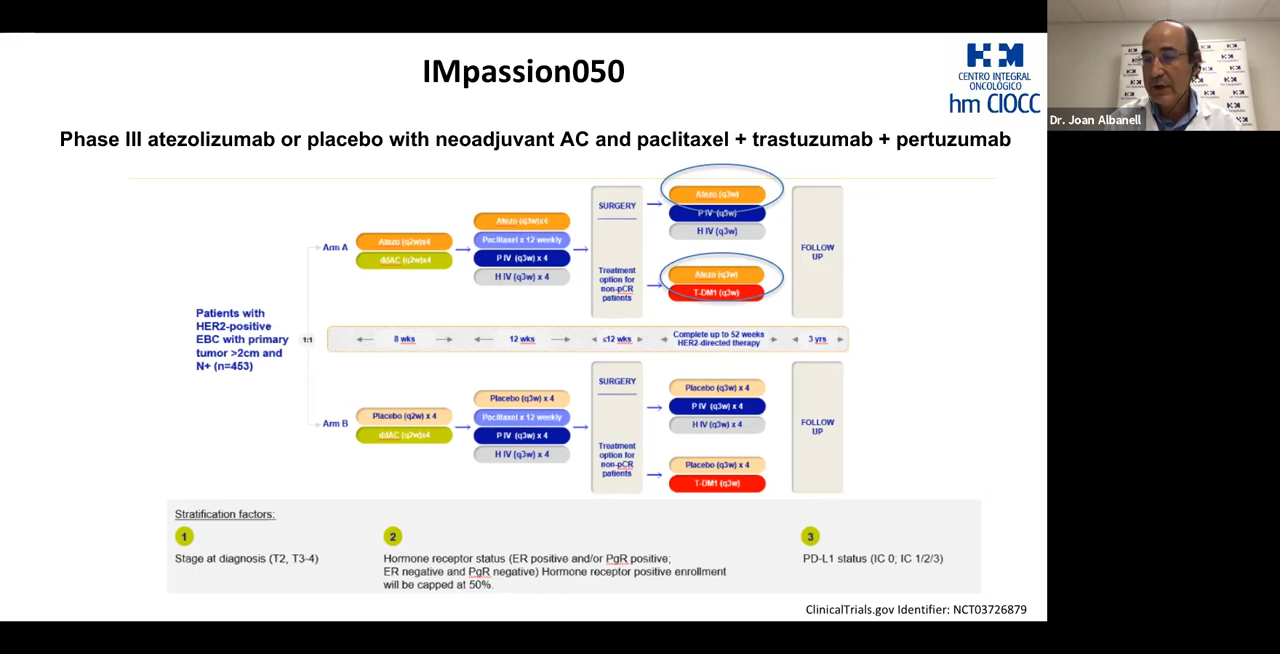 IMpassion050
CENTRO INTEGRAL
ONCOLÓGICO
hm CIOCC
Dr. Joan Albanell
Phase III atezolizumab or placebo with neoadjuvant AC and paclitaxel + trastuzumab + pertuzumab
Patients with
HER2-positive
EBC with primary
tumor >2cm and
N+ (n=453)
1:1
Arm A
Atezo (q2w)x4
ddAC (q2w)x4
Atezo (q3w)x4
Paclitaxel x 12 weekly
P IV (q3w) x 4
H IV (q3w) x 4
SURGERY
Treatment
option for
non-pCR
patients
Atezo (q3w)
P IV (q3w)
H IV (q3w)
Atezo (q3w)
T-DM1 (q3w)
FOLLOW
UP
8 wks
12 wks
≤12 wks
Complete up to 52 weeks
HER2-directed therapy
3 yrs
Arm B
Placebo (q2w) x 4
ddAC (q2w)x4
Placebo (q3w) x 4
Paclitaxel x 12 weekly
P IV (q3w) x 4
H IV (q3w) x 4
SURGERY
Treatment
option for
non-pCR
patients
Placebo (q3w) x 4
P IV (q3w) x 4
H IV (q3w) x 4
Placebo (q3w) x 4
T-DM1 (q3w)
FOLLOW
UP
Stratification factors:
1
Stage at diagnosis (T2, T3-4)
2
Hormone receptor status (ER positive and/or PgR positive;
ER negative and PgR negative) Hormone receptor positive enrollment
will be capped at 50%.
3
PD-L1 status (IC 0; IC 1/2/3)
ClinicalTrials.gov Identifier: NCT03726879